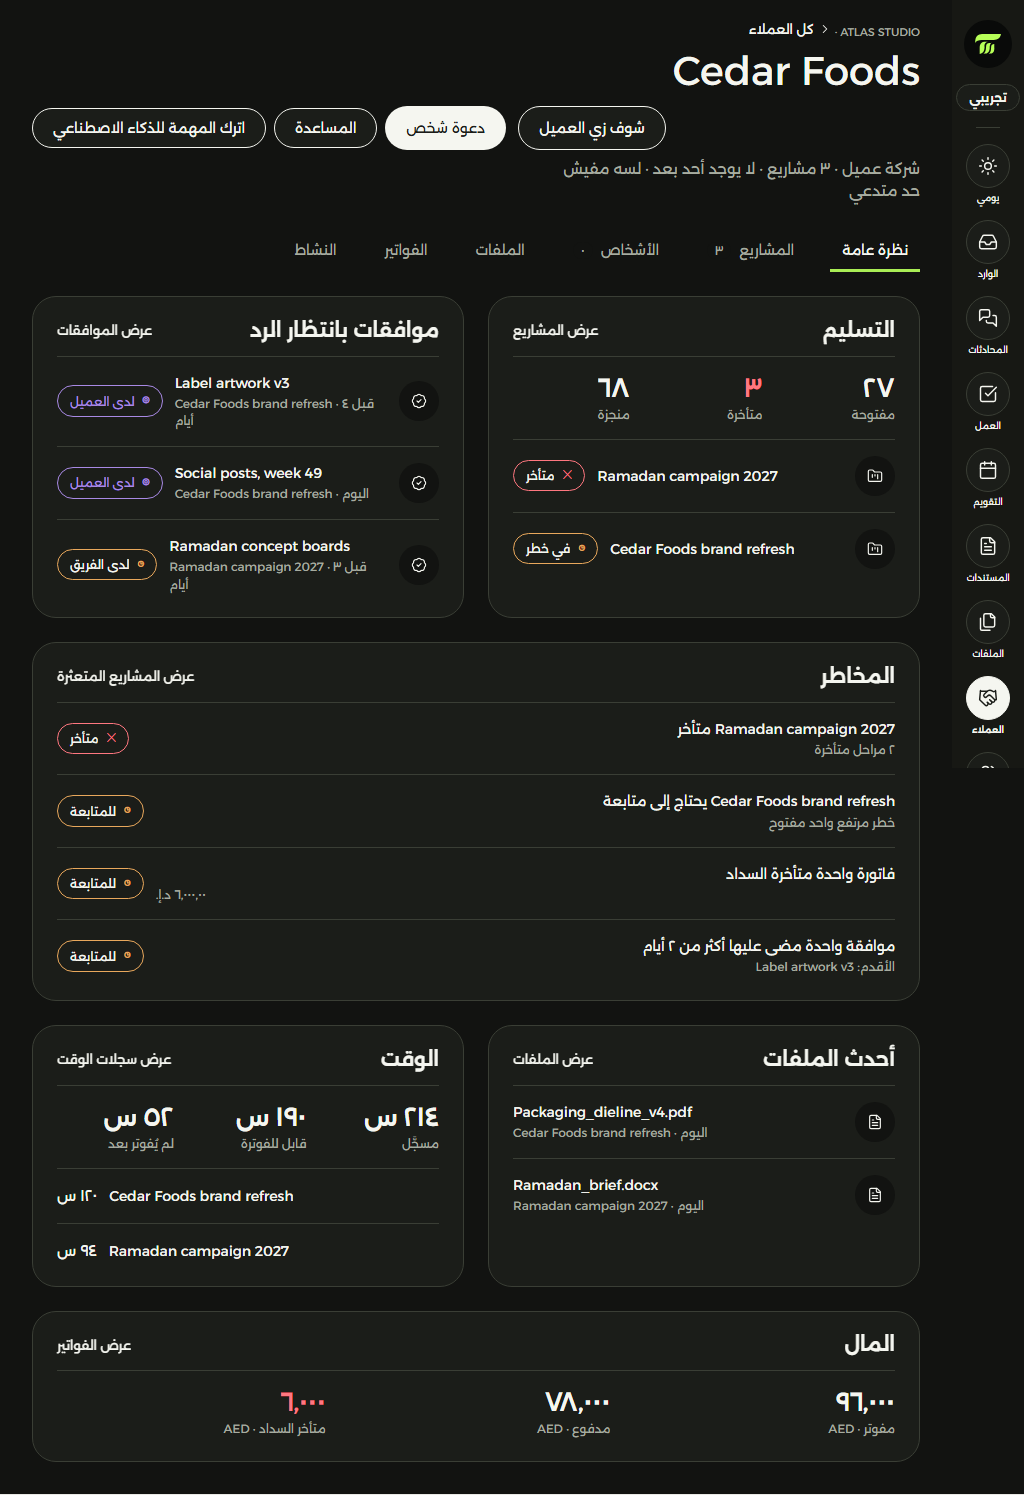 ATLAS STUDIO ·
كل العملاء
Cedar Foods
شوف زي العميل
دعوة شخص
المساعدة
اترك المهمة للذكاء الاصطناعي
شركة عميل · ٣ مشاريع · لا يوجد أحد بعد · لسه مفيش
حد متدعي
نظرة عامة
المشاريع ٣
الأشخاص ٠
الملفات
الفواتير
النشاط
تجريبي
يومي
الوارد
المحادثات
العمل
التقويم
المستندات
الملفات
العملاء
التسليم
عرض المشاريع
٢٧
مفتوحة
٣
متأخرة
٦٨
منجزة
Ramadan campaign 2027
متأخر
Cedar Foods brand refresh
في خطر
موافقات بانتظار الرد
عرض الموافقات
Label artwork v3
Cedar Foods brand refresh · قبل ٤
أيام
لدى العميل
Social posts, week 49
Cedar Foods brand refresh · اليوم
لدى العميل
Ramadan concept boards
Ramadan campaign 2027 · قبل ٣
أيام
لدى الفريق
المخاطر
عرض المشاريع المتعثرة
Ramadan campaign 2027 متأخر
٢ مراحل متأخرة
متأخر
Cedar Foods brand refresh يحتاج إلى متابعة
خطر مرتفع واحد مفتوح
للمتابعة
فاتورة واحدة متأخرة السداد
٦,٠٠٠,٠٠ د.إ.
للمتابعة
موافقة واحدة مضى عليها أكثر من ٢ أيام
الأقدم: Label artwork v3
للمتابعة
أحدث الملفات
عرض الملفات
Packaging_dieline_v4.pdf
Cedar Foods brand refresh · اليوم
Ramadan_brief.docx
Ramadan campaign 2027 · اليوم
الوقت
عرض سجلات الوقت
٢١٤ س
مسجَّل
١٩٠ س
قابل للفوترة
٥٢ س
لم يُفوتر بعد
Cedar Foods brand refresh
١٢٠ س
Ramadan campaign 2027
٩٤ س
المال
عرض الفواتير
٩٦,٠٠٠
مفوتر · AED
٧٨,٠٠٠
مدفوع · AED
٦,٠٠٠
متأخر السداد · AED